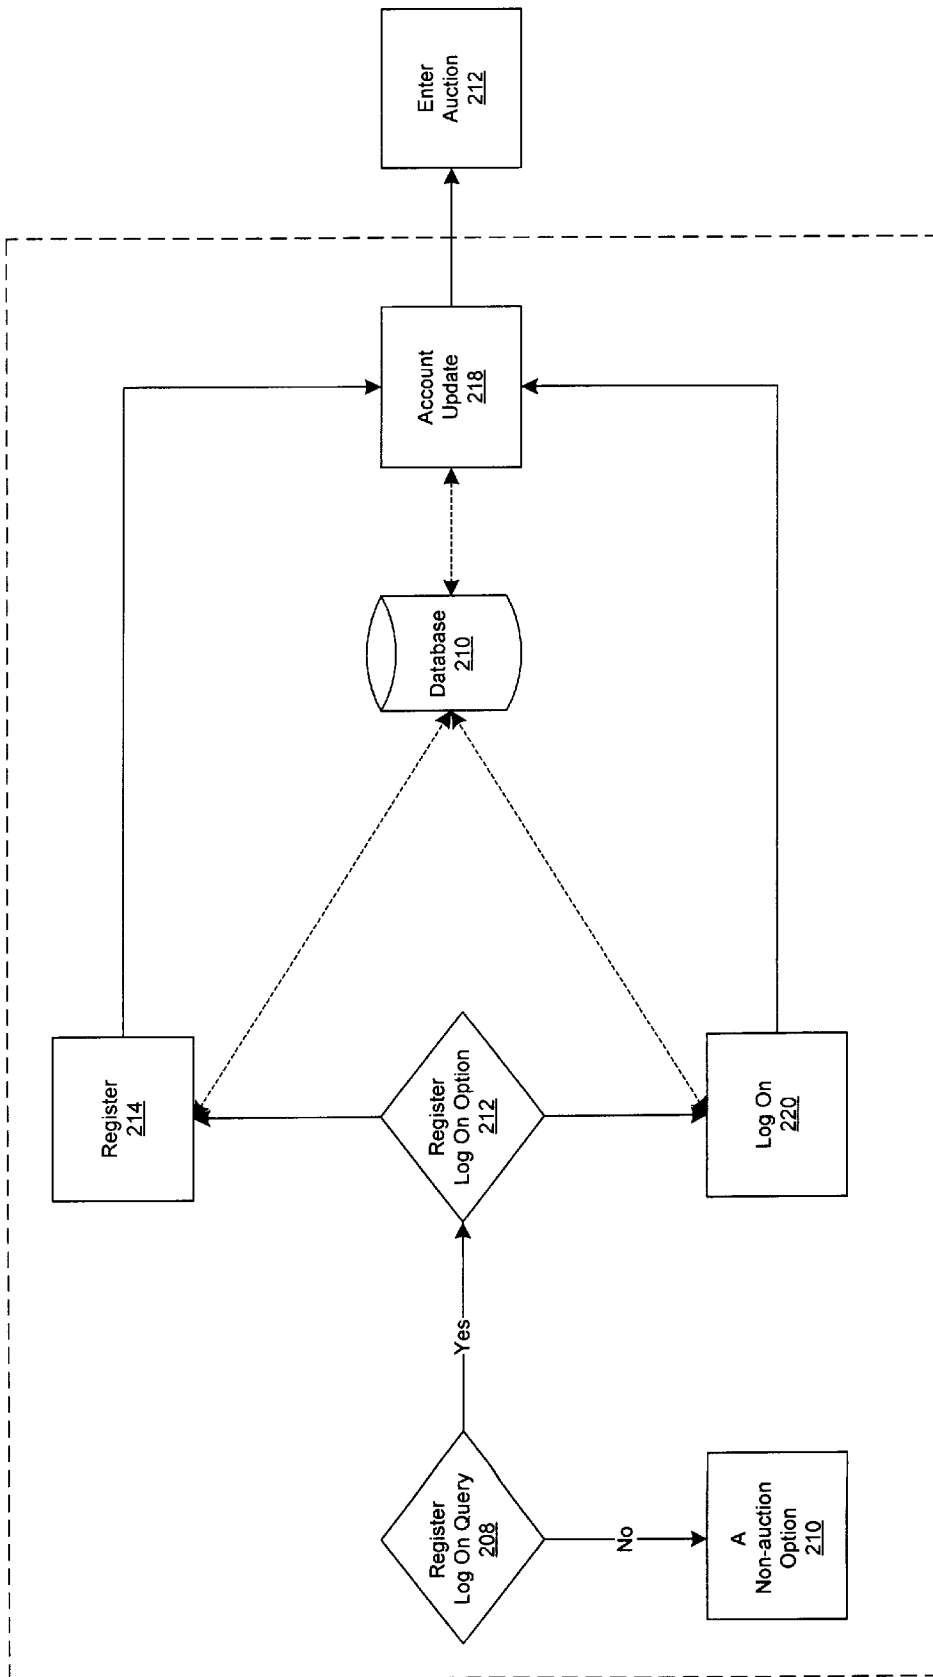 Register
Log On Query
208
Yes
No
A
Non-auction
Option
210
Register
Log On Option
212
Register
214
Log On
220
Database
210
Account
Update
218
Enter
Auction
212